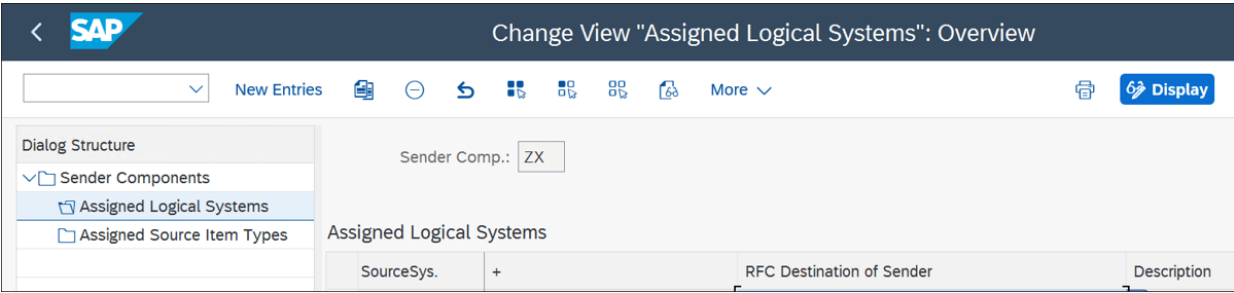 SAP
Change View "Assigned Logical Systems": Overview
New Entries
More
Display
Dialog Structure
Sender Components
Assigned Logical Systems
Assigned Source Item Types
Sender Comp.: ZX
Assigned Logical Systems
SourceSys. + RFC Destination of Sender Description